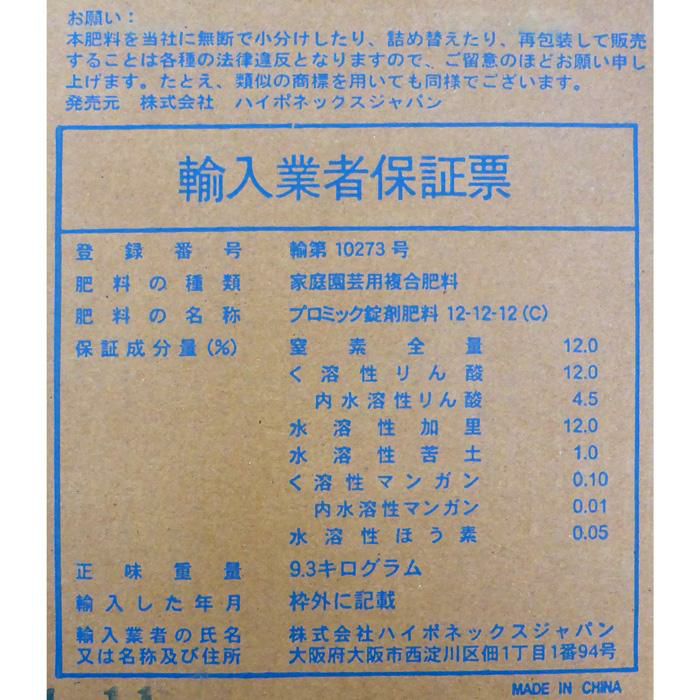 お願い：
本肥料を当社に無断で小分けしたり、詰め替えたり、再包装して販売
することは各種の法律違反となりますので、ご留意のほどお願い申し
上げます。たとえ、類似の商標を用いても同様でございます。
発売元 株式会社 ハイポネックスジャパン
輸入業者保証票
登録番号 輸第 10273 号
肥料の種類 家庭園芸用複合肥料
肥料の名称 プロミック錠剤肥料 12-12-12 (C)
保証成分量(%) 窒素全量 12.0
く溶性りん酸 12.0
内水溶性りん酸 4.5
水溶性加里 12.0
水溶性苦土 1.0
く溶性マンガン 0.10
内水溶性マンガン 0.01
水溶性ほう素 0.05
正味重量 9.3キログラム
輸入した年月 枠外に記載
輸入業者の氏名 株式会社ハイポネックスジャパン
又は名称及び住所 大阪府大阪市西淀川区佃1丁目1番94号
MADE IN CHINA